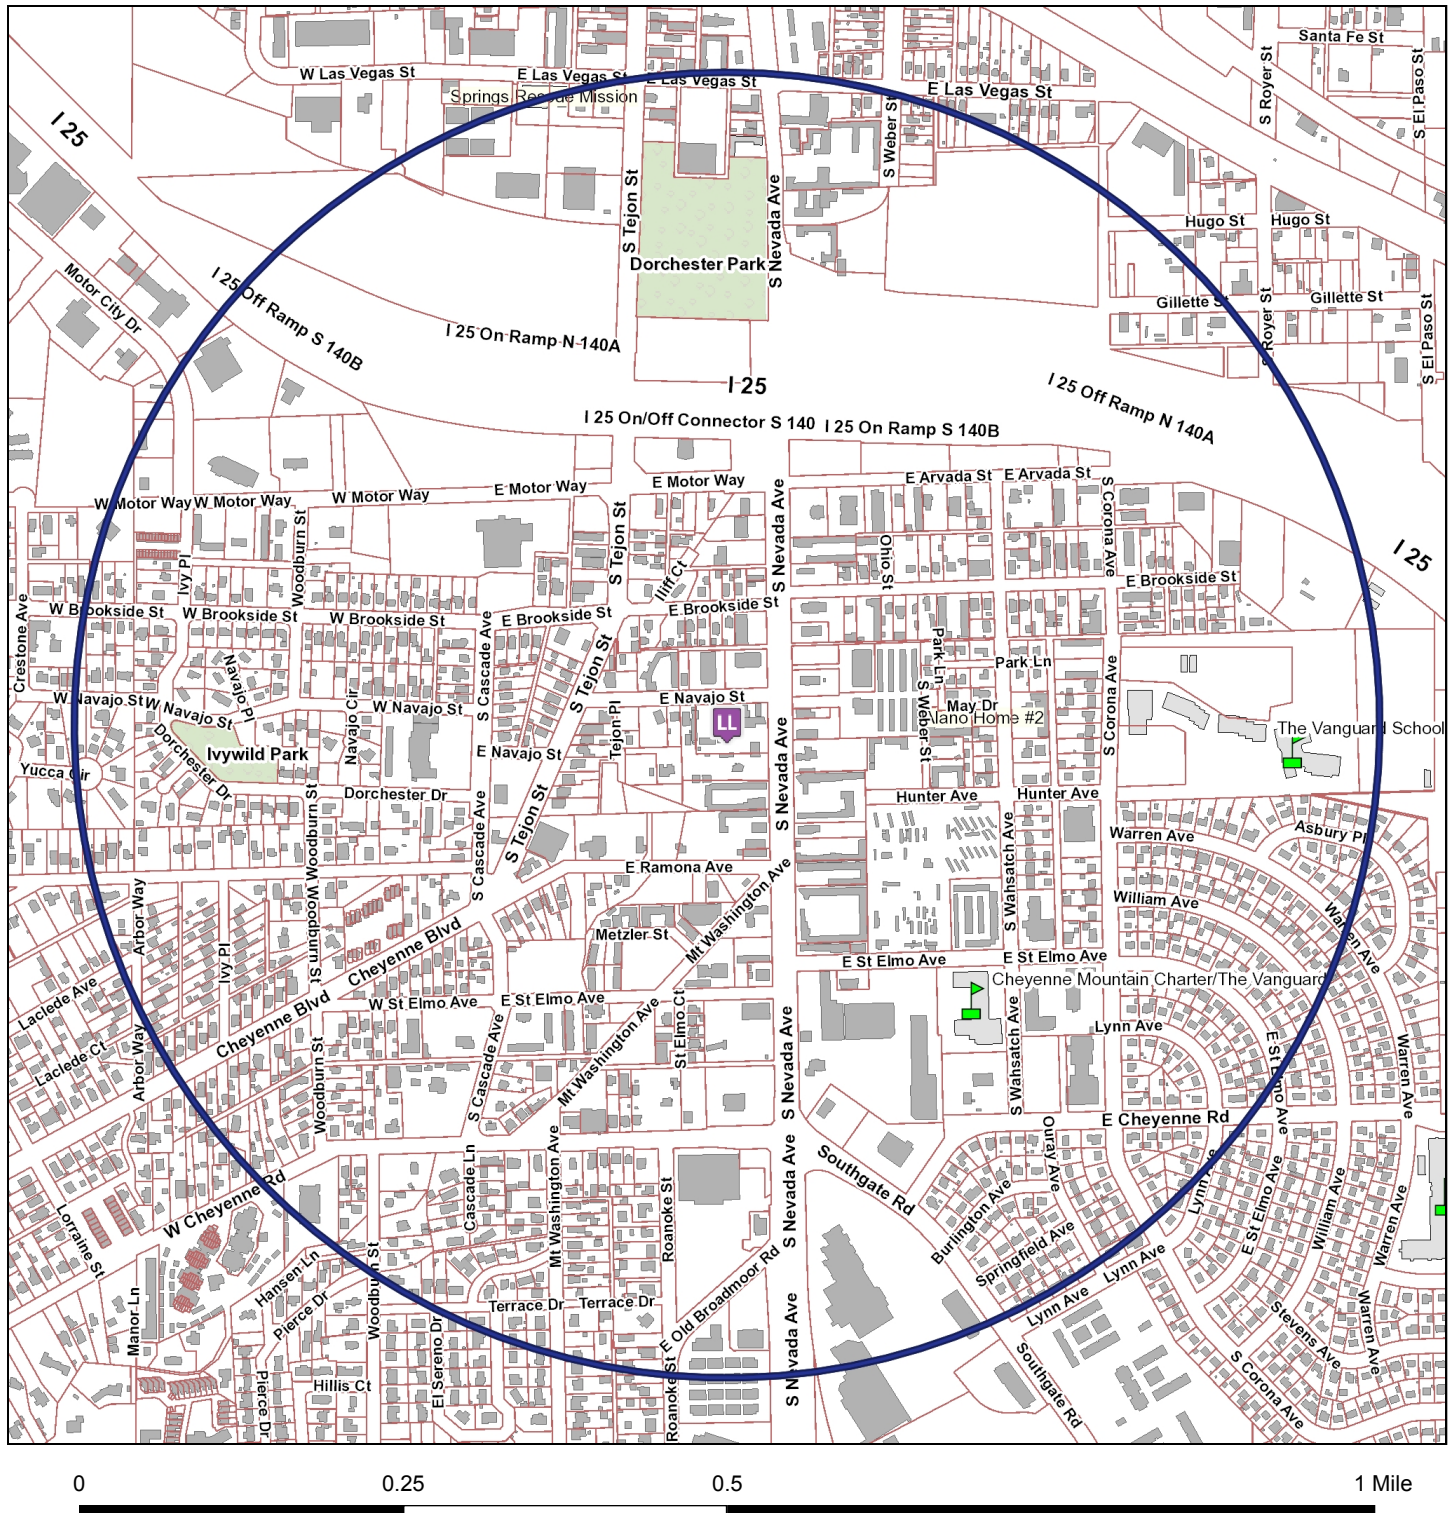 Santa Fe St
S Royer St
S El Paso St
W Las Vegas St
E Las Vegas St
E Las Vegas St
E Las Vegas St
Springs Rescue Mission
I 25
S Weber St
S Tejon St
S Nevada Ave
Hugo St
Hugo St
Dorchester Park
Motor City Dr
I 25 Off Ramp S 140B
Gillette St
Gillette St
S Royer St
S El Paso St
I 25 On Ramp N 140A
I 25
I 25 Off Ramp N 140A
I 25 On/Off Connector S 140
I 25 On Ramp S 140B
E Arvada St
E Arvada St
W Motor Way
W Motor Way
W Motor Way
E Motor Way
E Motor Way
S Tejon St
S Nevada Ave
S Corona Ave
Ivy Pl
Woodburn St
Iliff Ct
Ohio St
I 25
E Brookside St
Crestone Ave
W Brookside St
W Brookside St
W Brookside St
E Brookside St
E Brookside St
S Cascade Ave
S Tejon St
Park Ln
Park Ln
Navajo Pl
W Navajo St
W Navajo St
Navajo Cir
W Navajo St
E Navajo St
S Weber St
May Dr
Alano Home #2
S Corona Ave
LL
Tejon Pl
The Vanguard School
Dorchester Dr
Ivywild Park
E Navajo St
S Nevada Ave
Yucca Cir
Dorchester Dr
Hunter Ave
Hunter Ave
S Tejon St
S Cascade Ave
Woodburn St
Warren Ave
Asbury Pl
E Ramona Ave
S Wahsatch Ave
William Ave
Arbor Way
Woodburn St
Mt Washington Ave
Metzler St
Warren Ave
Ivy Pl
Cheyenne Blvd
E St Elmo Ave
E St Elmo Ave
Cheyenne Mountain Charter/The Vanguard
Laclede Ave
Cheyenne Blvd
W St Elmo Ave
E St Elmo Ave
Mt Washington Ave
St Elmo Ct
S Nevada Ave
S Wahsatch Ave
Lynn Ave
E St Elmo Ave
Warren Ave
Laclede Ct
Arbor Way
Woodburn St
S Cascade Ave
E Cheyenne Rd
Ouray Ave
Southgate Rd
S Nevada Ave
Cascade Ln
Mt Washington Ave
Roanoke St
W Cheyenne Rd
Lorraine St
Burlington Ave
Springfield Ave
Lynn Ave
E St Elmo Ave
William Ave
Warren Ave
Lynn Ave
Hansen Ln
Woodburn St
E Old Broadmoor Rd
Manor Ln
Pierce Dr
Terrace Dr
Terrace Dr
S Nevada Ave
Lynn Ave
Stevens Ave
Warren Ave
El Sereno Dr
Pierce Dr
Hillis Ct
Roanoke St
Southgate Rd
S Corona Ave
0 0.25 0.5 1 Mile